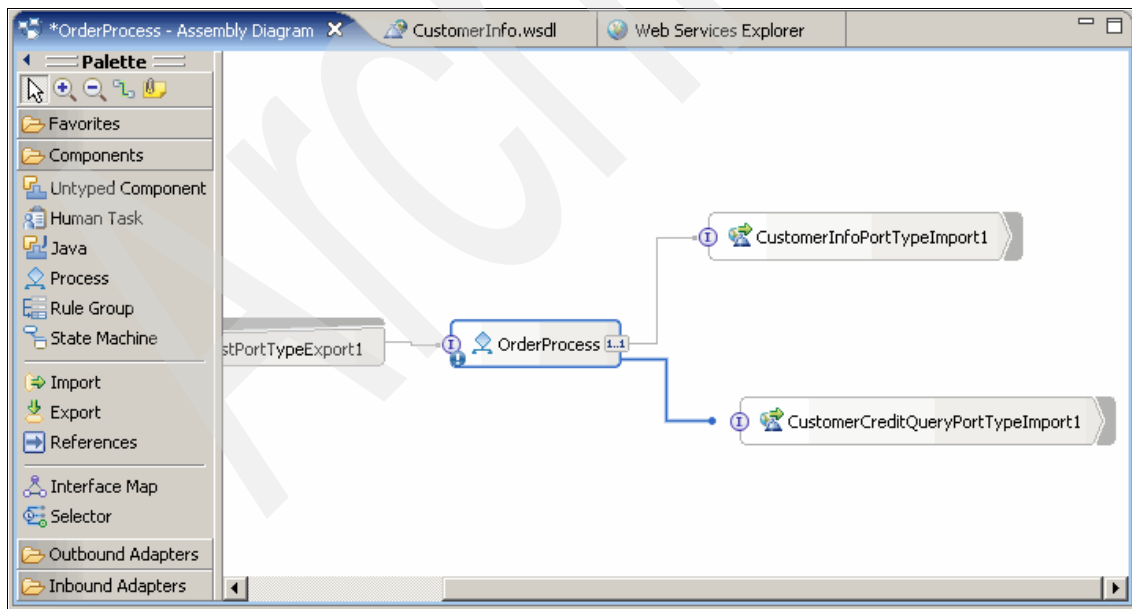 *OrderProcess - Assembly Diagram
CustomerInfo.wsdl
Web Services Explorer
Palette
Favorites
Components
Untyped Component
Human Task
Java
Process
Rule Group
State Machine
Import
Export
References
Interface Map
Selector
Outbound Adapters
Inbound Adapters
stPortTypeExport1
I
OrderProcess 1..1
I
CustomerInfoPortTypeImport1
I
CustomerCreditQueryPortTypeImport1